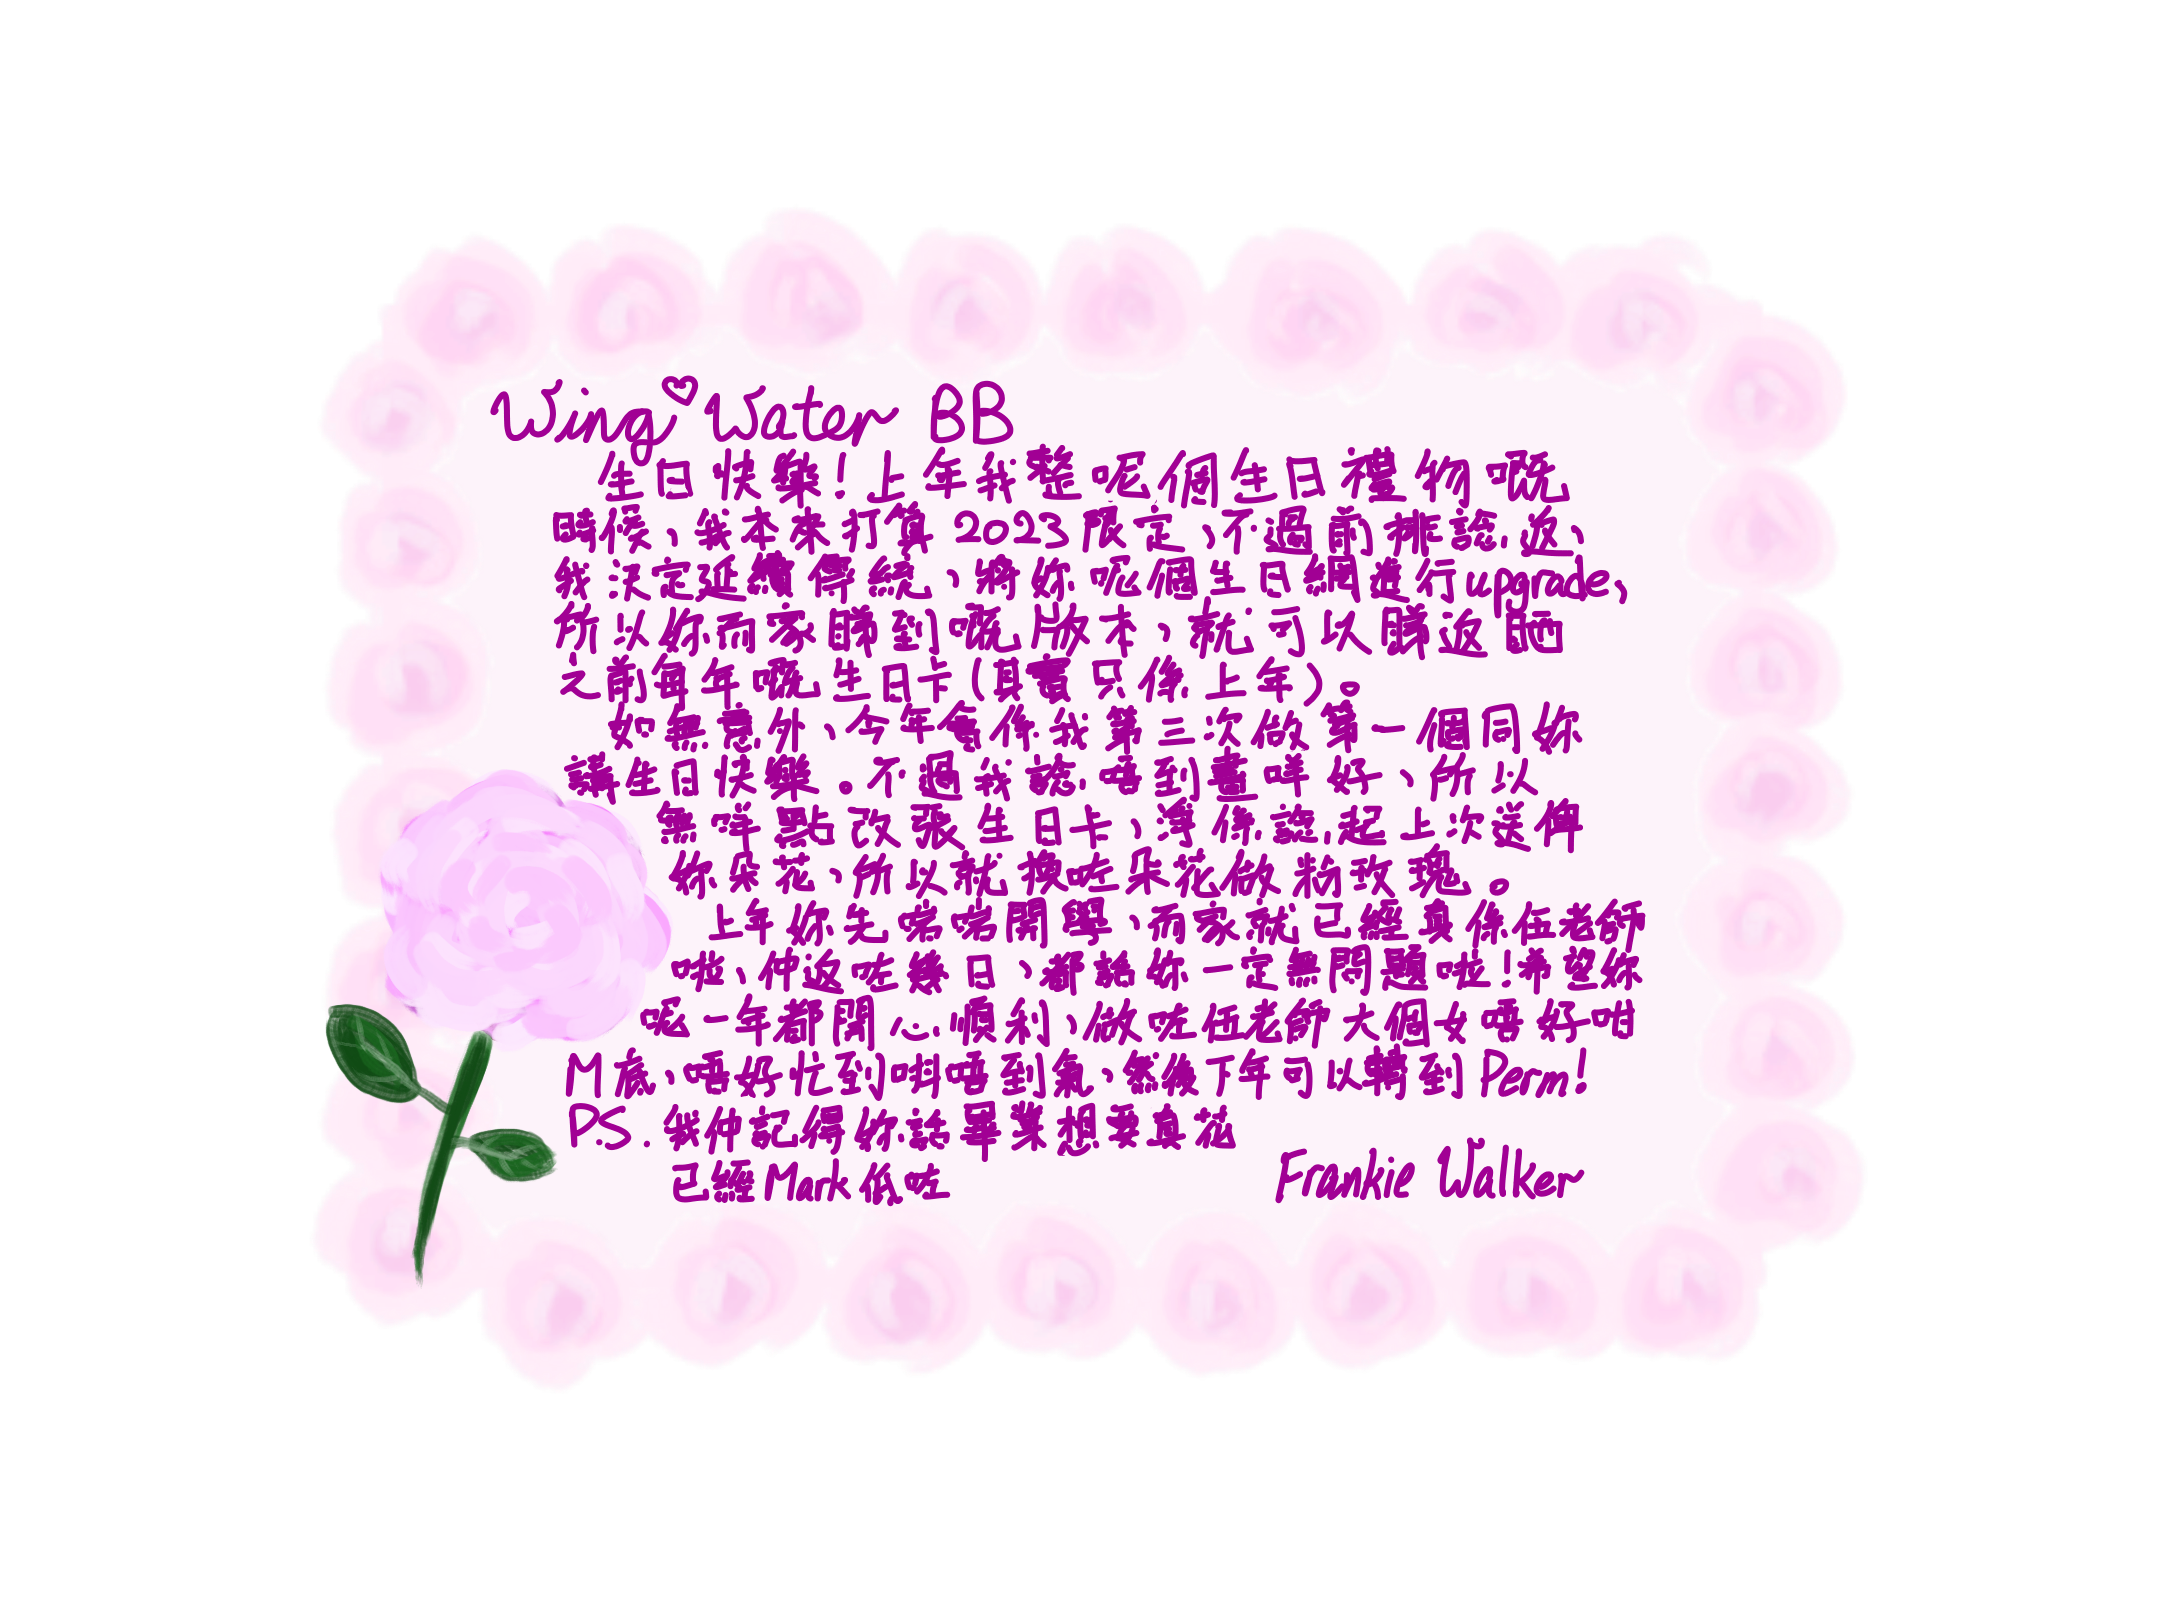 Wing♡Water BB
生日快樂!上年我整呢個生日禮物嘅
時候、我本來打算2023限定、不過前排諗返、
我決定延續傳統、將妳呢個生日網進行upgrade、
所以妳而家睇到嘅版本、就可以睇返晒
之前每年嘅生日卡(其實只係上年)。
如無意外、今年會係我第三次做第一個同妳
講生日快樂。不過我諗唔到畫咩好、所以
無咩點改張生日卡、淨係諗起上次送俾
妳朵花、所以就換咗朵花做粉玫瑰。
上年妳先啱啱開學、而家就已經真係伍老師
啦、仲返咗幾日、都話妳一定無問題啦!希望妳
呢一年都開心順利、做咗伍老師大個女唔好咁
M底、唔好忙到唞唔到氣、然後下年可以轉到Perm!
P.S.我仲記得妳話畢業想要真花
已經Mark低咗
Frankie Walker